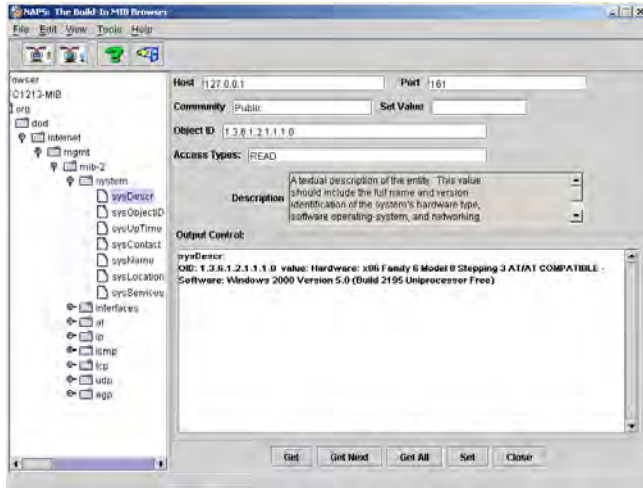 NAPS: The Build-In MIB Browser
File Edit View Tools Help
owser
C1213-MIB
org
dod
internet
mgmt
mib-2
system
sysDescr
sysObjectID
sysUpTime
sysContact
sysName
sysLocation
sysServices
interfaces
at
ip
icmp
tcp
udp
egp
Host 127.0.0.1 Port 161
Community Public Set Value
Object ID 1.3.6.1.2.1.1.1.0
Access Types: READ
Description
A textual description of the entity. This value
should include the full name and version
identification of the system's hardware type,
software operating-system, and networking
Output Control:
sysDescr:
OID: 1.3.6.1.2.1.1.1.0 value: Hardware: x86 Family 6 Model 8 Stepping 3 AT/AT COMPATIBLE -
Software: Windows 2000 Version 5.0 (Build 2195 Uniprocessor Free)
Get Get Next Get All Set Close